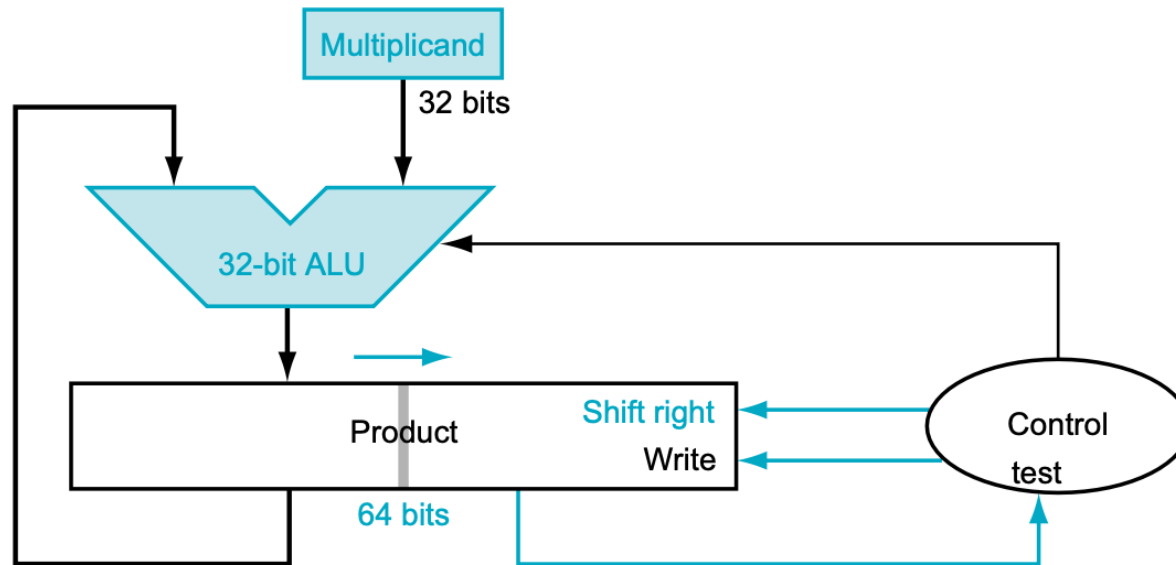 Multiplicand
32 bits
32-bit ALU
Product
Shift right
Write
64 bits
Control
test